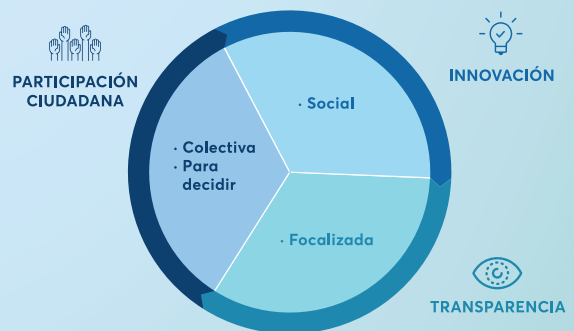 PARTICIPACIÓN
CIUDADANA
INNOVACIÓN
· Social
· Colectiva
· Para
decidir
· Focalizada
TRANSPARENCIA